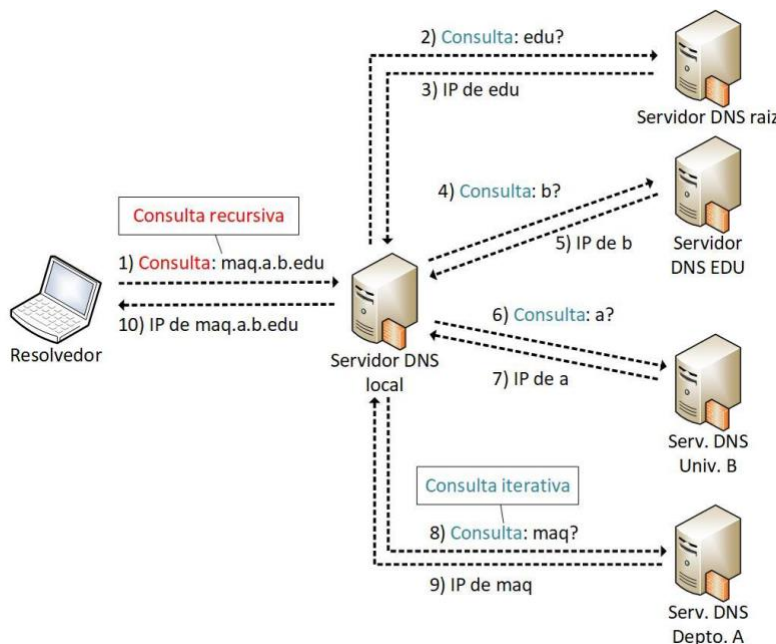 2) Consulta: edu?
3) IP de edu
Servidor DNS raiz
4) Consulta: b?
5) IP de b
Servidor
DNS EDU
Consulta recursiva
1) Consulta: maq.a.b.edu
10) IP de maq.a.b.edu
Resolvedor
Servidor DNS
local
6) Consulta: a?
7) IP de a
Serv. DNS
Univ. B
Consulta iterativa
8) Consulta: maq?
9) IP de maq
Serv. DNS
Depto. A